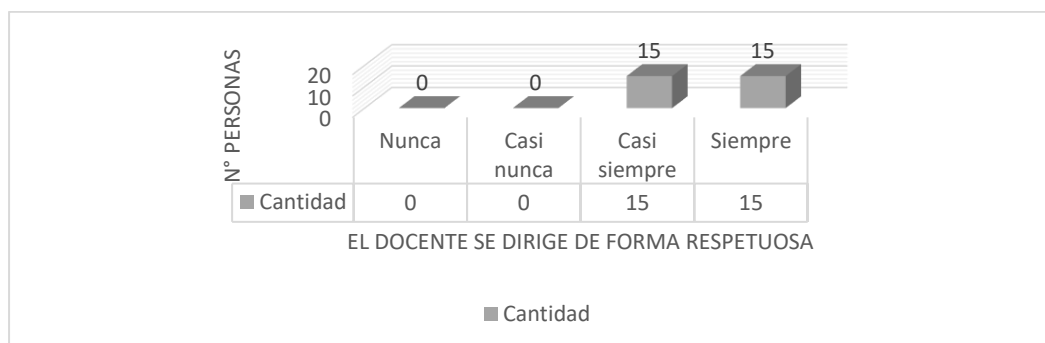 N° PERSONAS
20
10
0
0
0
15
15
Nunca
Casi
nunca
Casi
siempre
Siempre
Cantidad
0
0
15
15
EL DOCENTE SE DIRIGE DE FORMA RESPETUOSA
Cantidad